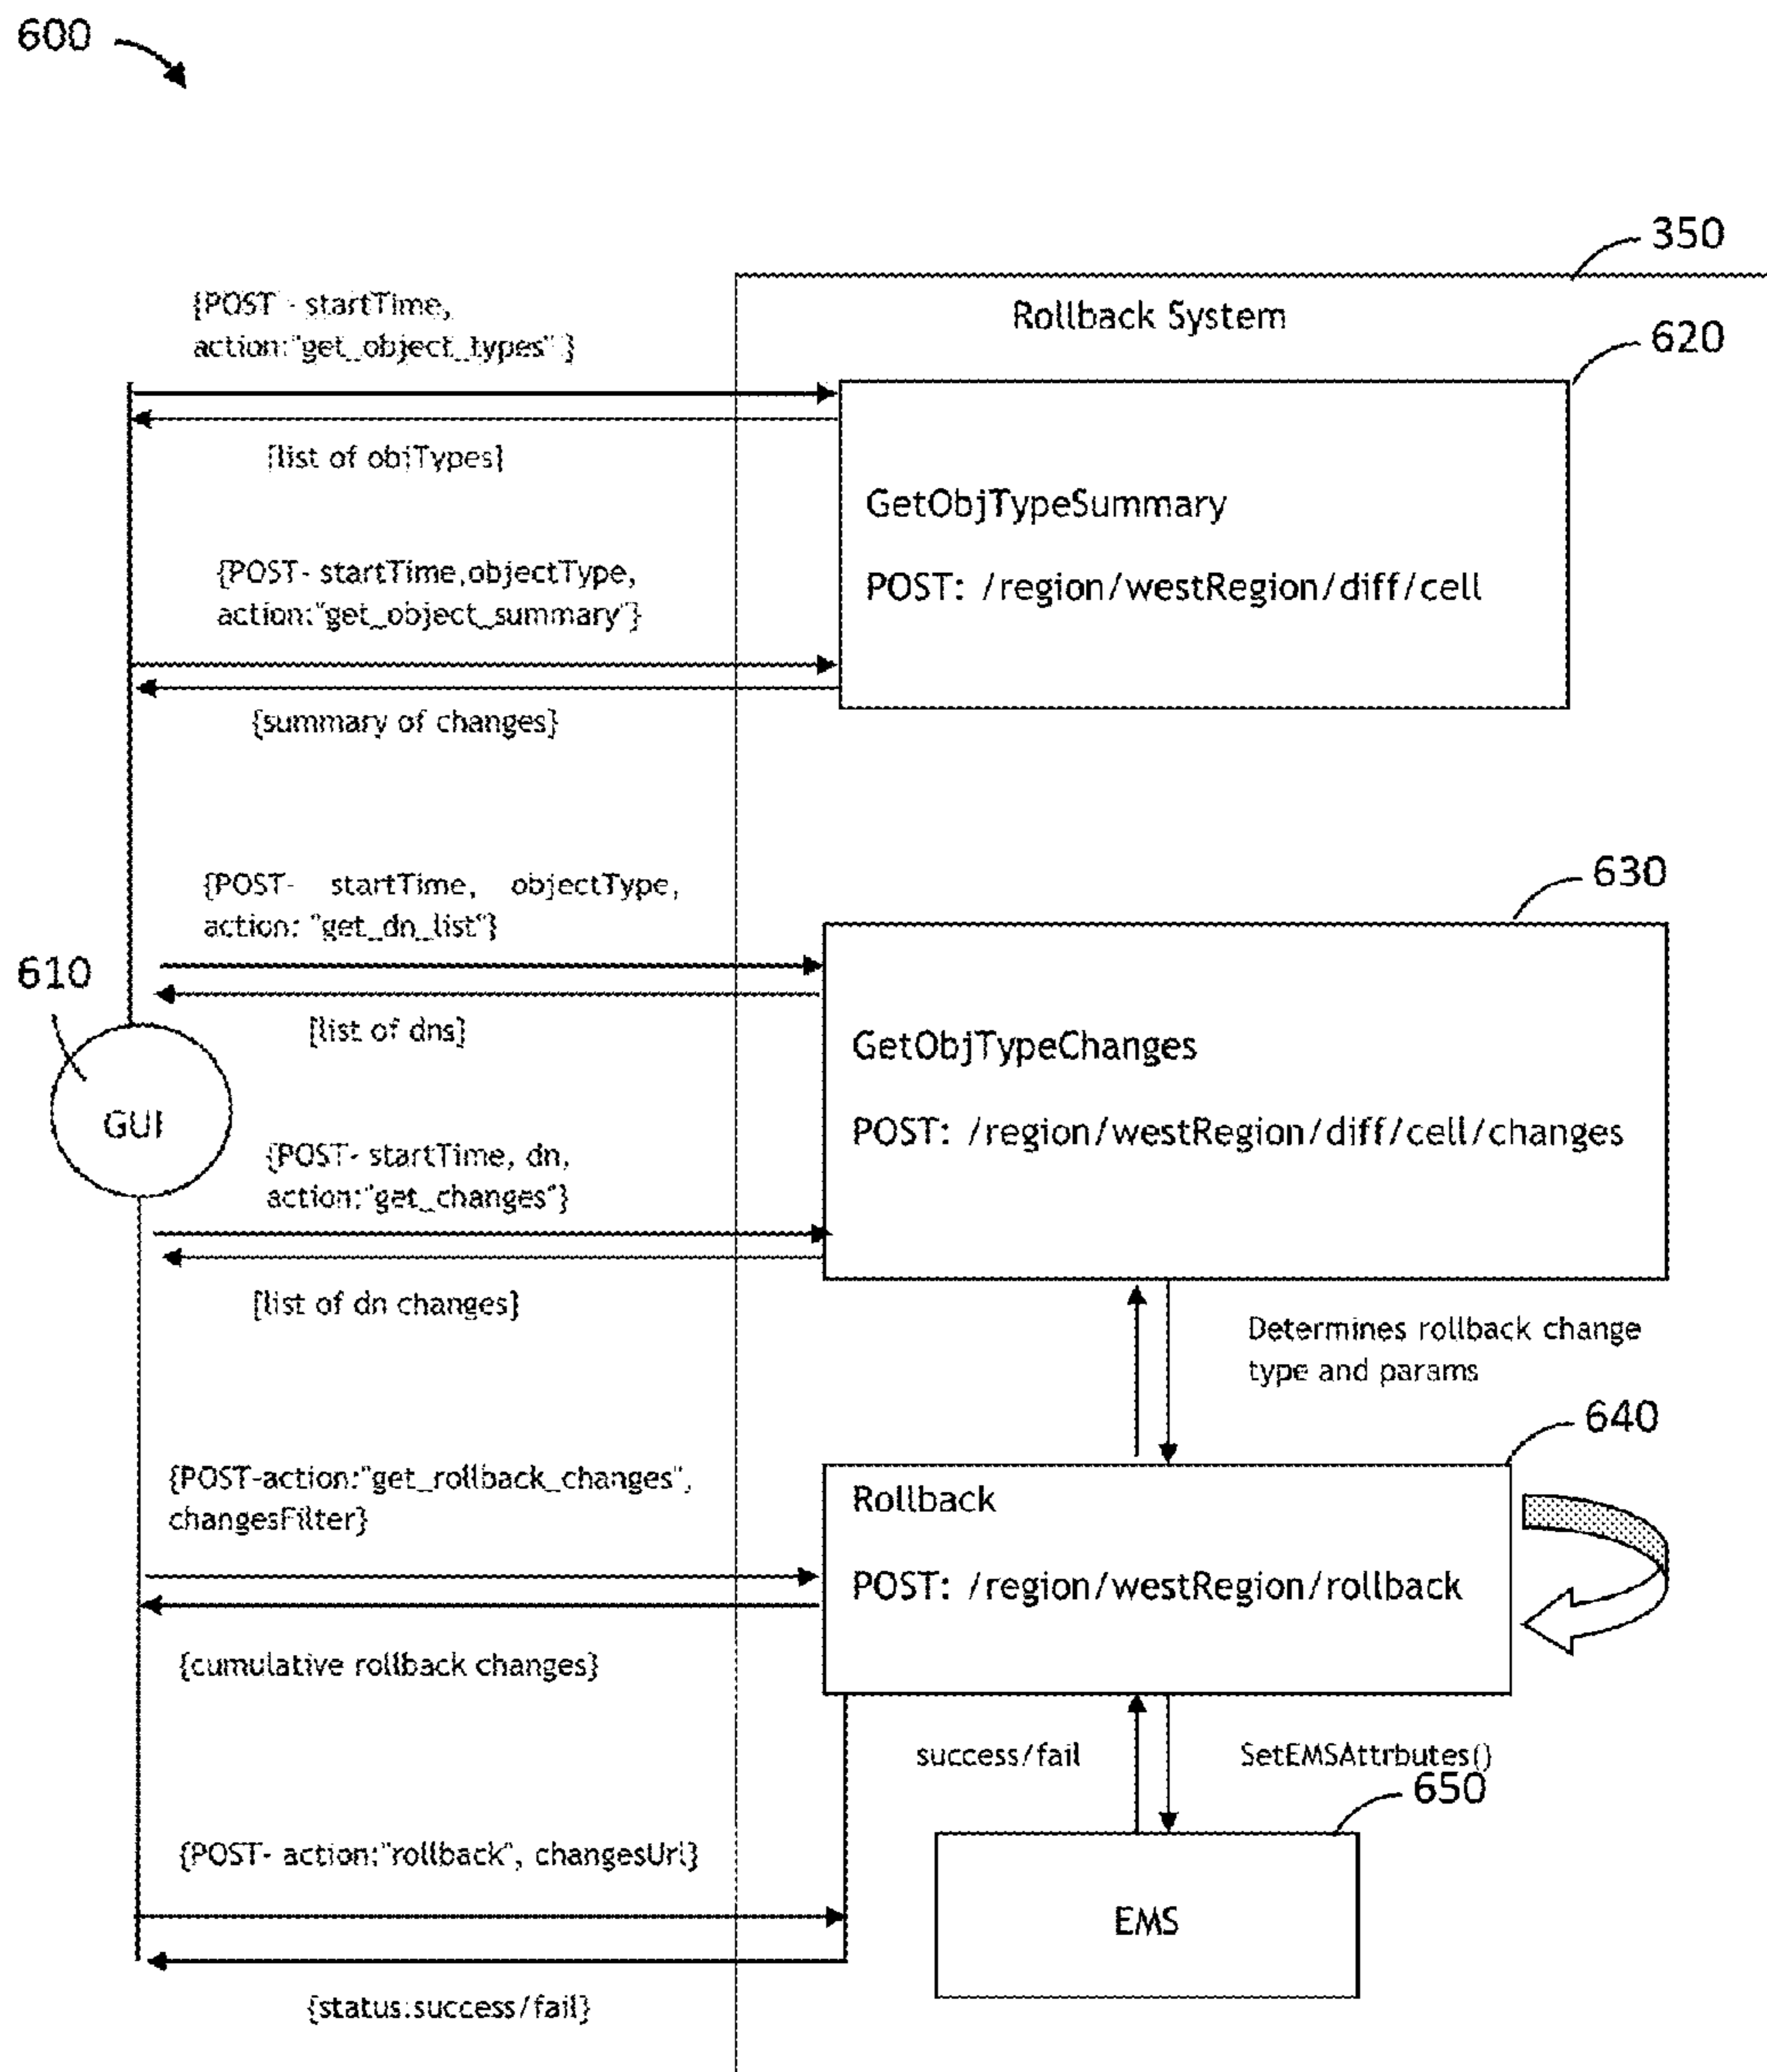 600
350
Rollback System
620
{POST - startTime,
action:"get_object_types" }
[list of objTypes]
GetObjTypeSummary
POST: /region/westRegion/diff/cell
{POST- startTime,objectType,
action:"get_object_summary"}
{summary of changes}
630
{POST- startTime, objectType,
action: "get_dn_list"}
[list of dns]
610
GUI
GetObjTypeChanges
POST: /region/westRegion/diff/cell/changes
{POST- startTime, dn,
action:"get_changes"}
[list of dn changes]
Determines rollback change
type and params
640
{POST-action:"get_rollback_changes",
changesFilter}
Rollback
POST: /region/westRegion/rollback
{cumulative rollback changes}
success/fail
SetEMSAttrbutes()
650
{POST- action:"rollback", changesUrl}
EMS
{status:success/fail}